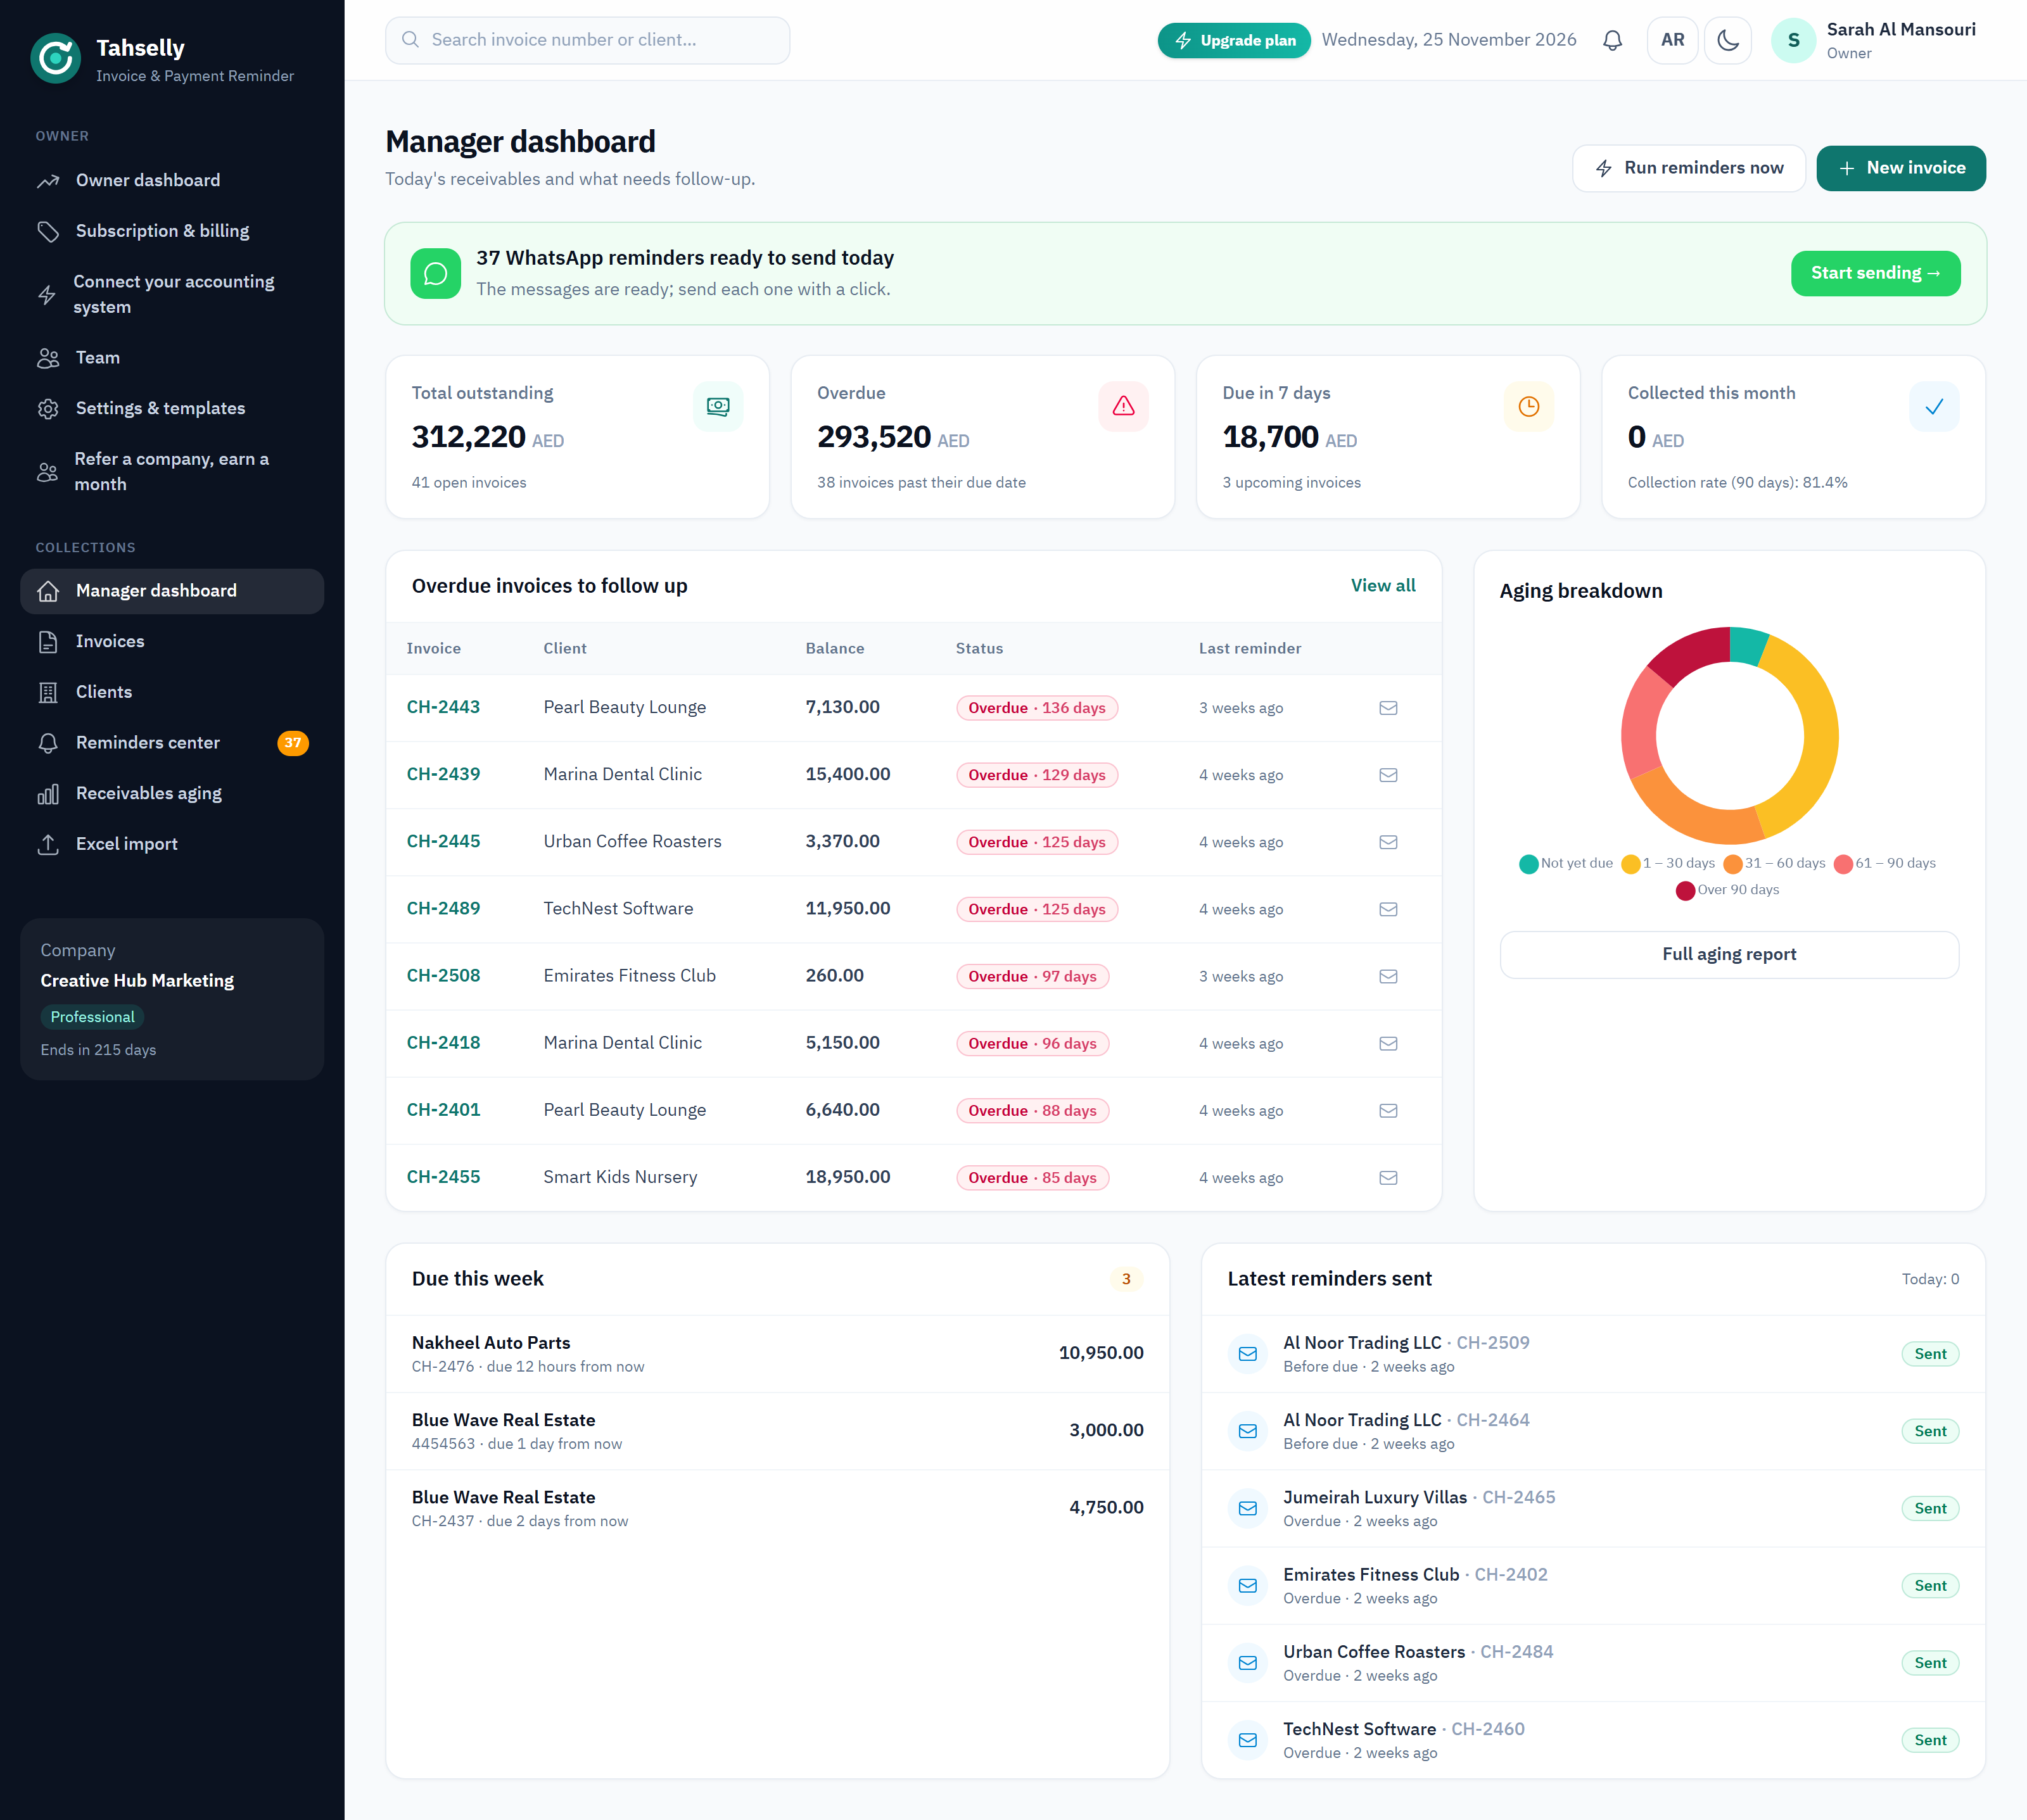 Tahselly
Invoice & Payment Reminder
OWNER
Owner dashboard
Subscription & billing
Connect your accounting
system
Team
Settings & templates
Refer a company, earn a
month
COLLECTIONS
Manager dashboard
Invoices
Clients
Reminders center 37
Receivables aging
Excel import
Company
Creative Hub Marketing
Professional
Ends in 215 days
Search invoice number or client...
Upgrade plan
Wednesday, 25 November 2026
AR
S
Sarah Al Mansouri
Owner
Manager dashboard
Today's receivables and what needs follow-up.
Run reminders now
New invoice
37 WhatsApp reminders ready to send today
The messages are ready; send each one with a click.
Start sending →
Total outstanding
312,220 AED
41 open invoices
Overdue
293,520 AED
38 invoices past their due date
Due in 7 days
18,700 AED
3 upcoming invoices
Collected this month
0 AED
Collection rate (90 days): 81.4%
Overdue invoices to follow up View all
Invoice Client Balance Status Last reminder
CH-2443 Pearl Beauty Lounge 7,130.00 Overdue · 136 days 3 weeks ago
CH-2439 Marina Dental Clinic 15,400.00 Overdue · 129 days 4 weeks ago
CH-2445 Urban Coffee Roasters 3,370.00 Overdue · 125 days 4 weeks ago
CH-2489 TechNest Software 11,950.00 Overdue · 125 days 4 weeks ago
CH-2508 Emirates Fitness Club 260.00 Overdue · 97 days 3 weeks ago
CH-2418 Marina Dental Clinic 5,150.00 Overdue · 96 days 4 weeks ago
CH-2401 Pearl Beauty Lounge 6,640.00 Overdue · 88 days 4 weeks ago
CH-2455 Smart Kids Nursery 18,950.00 Overdue · 85 days 4 weeks ago
Aging breakdown
Not yet due 1 – 30 days 31 – 60 days 61 – 90 days
Over 90 days
Full aging report
Due this week 3
Nakheel Auto Parts
CH-2476 · due 12 hours from now
10,950.00
Blue Wave Real Estate
4454563 · due 1 day from now
3,000.00
Blue Wave Real Estate
CH-2437 · due 2 days from now
4,750.00
Latest reminders sent Today: 0
Al Noor Trading LLC · CH-2509
Before due · 2 weeks ago
Sent
Al Noor Trading LLC · CH-2464
Before due · 2 weeks ago
Sent
Jumeirah Luxury Villas · CH-2465
Overdue · 2 weeks ago
Sent
Emirates Fitness Club · CH-2402
Overdue · 2 weeks ago
Sent
Urban Coffee Roasters · CH-2484
Overdue · 2 weeks ago
Sent
TechNest Software · CH-2460
Overdue · 2 weeks ago
Sent